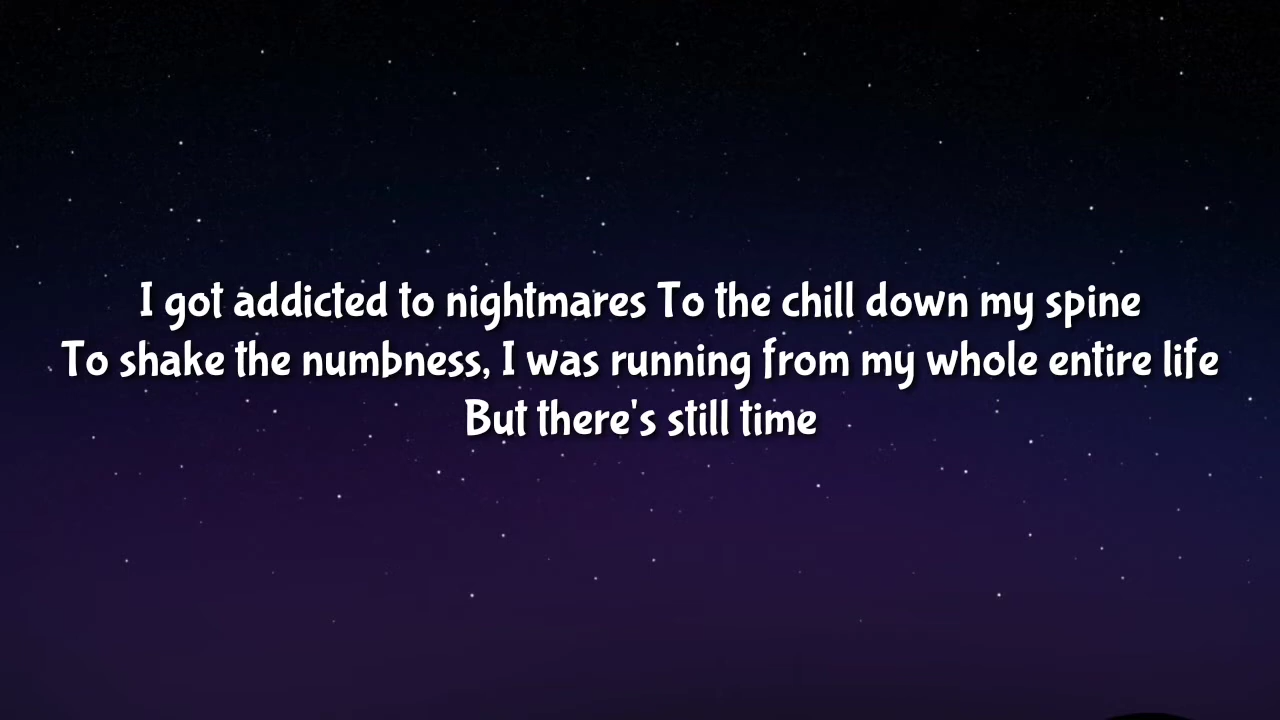 I got addicted to nightmares To the chill down my spine
To shake the numbness, I was running from my whole entire life
But there's still time